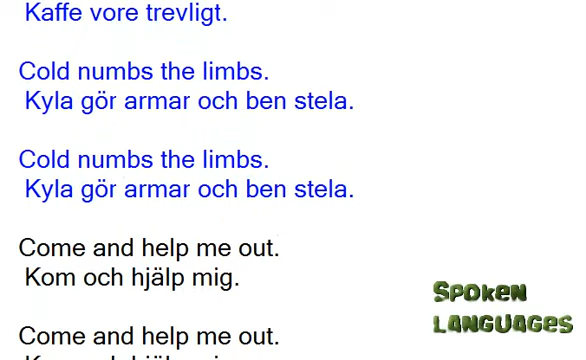 Kaffe vore trevligt.
Cold numbs the limbs.
Kyla gör armar och ben stela.
Cold numbs the limbs.
Kyla gör armar och ben stela.
Come and help me out.
Kom och hjälp mig.
Come and help me out.
SPOKEN
LANGUAGES